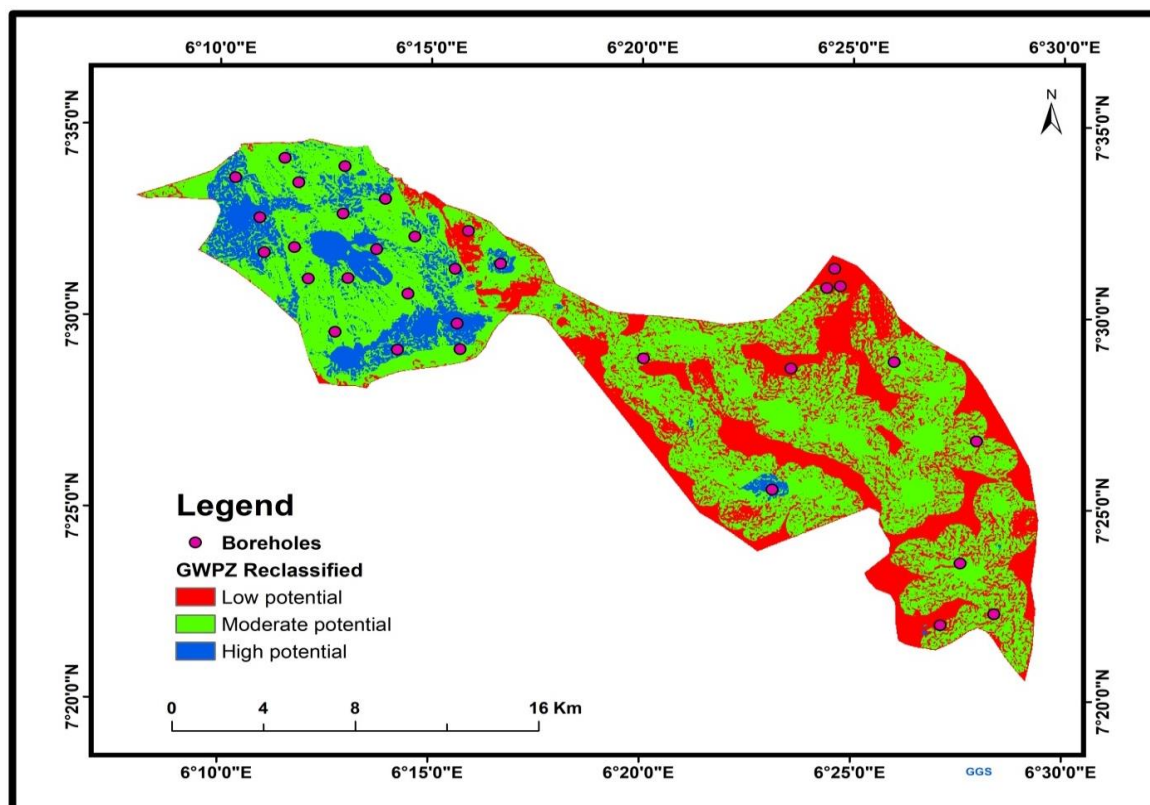 6°10'0"E 6°15'0"E 6°20'0"E 6°25'0"E 6°30'0"E
N
7°35'0"N 7°35'0"N
7°30'0"N 7°30'0"N
7°25'0"N 7°25'0"N
7°20'0"N 7°20'0"N
Legend
Boreholes
GWPZ Reclassified
Low potential
Moderate potential
High potential
0 4 8 16 Km
6°10'0"E 6°15'0"E 6°20'0"E 6°25'0"E 6°30'0"E
GGS